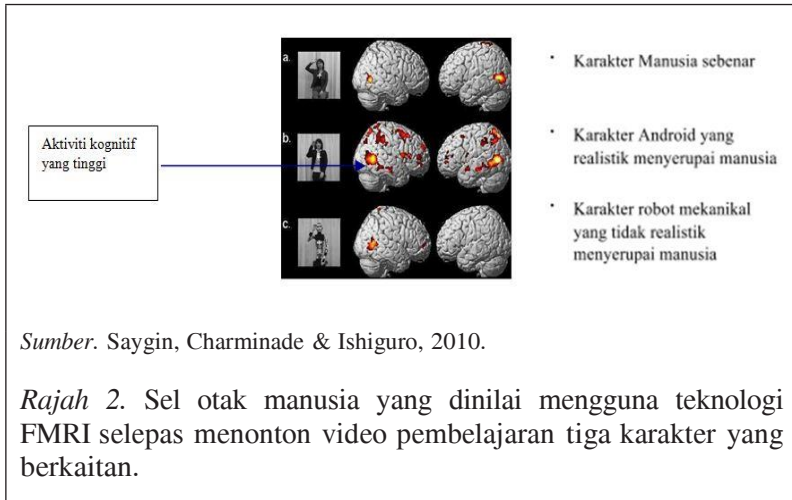 a.
b.
c.
Aktiviti kognitif
yang tinggi
· Karakter Manusia sebenar
· Karakter Android yang
realistik menyerupai manusia
· Karakter robot mekanikal
yang tidak realistik
menyerupai manusia
Sumber. Saygin, Charminade & Ishiguro, 2010.
Rajah 2. Sel otak manusia yang dinilai mengguna teknologi
FMRI selepas menonton video pembelajaran tiga karakter yang
berkaitan.